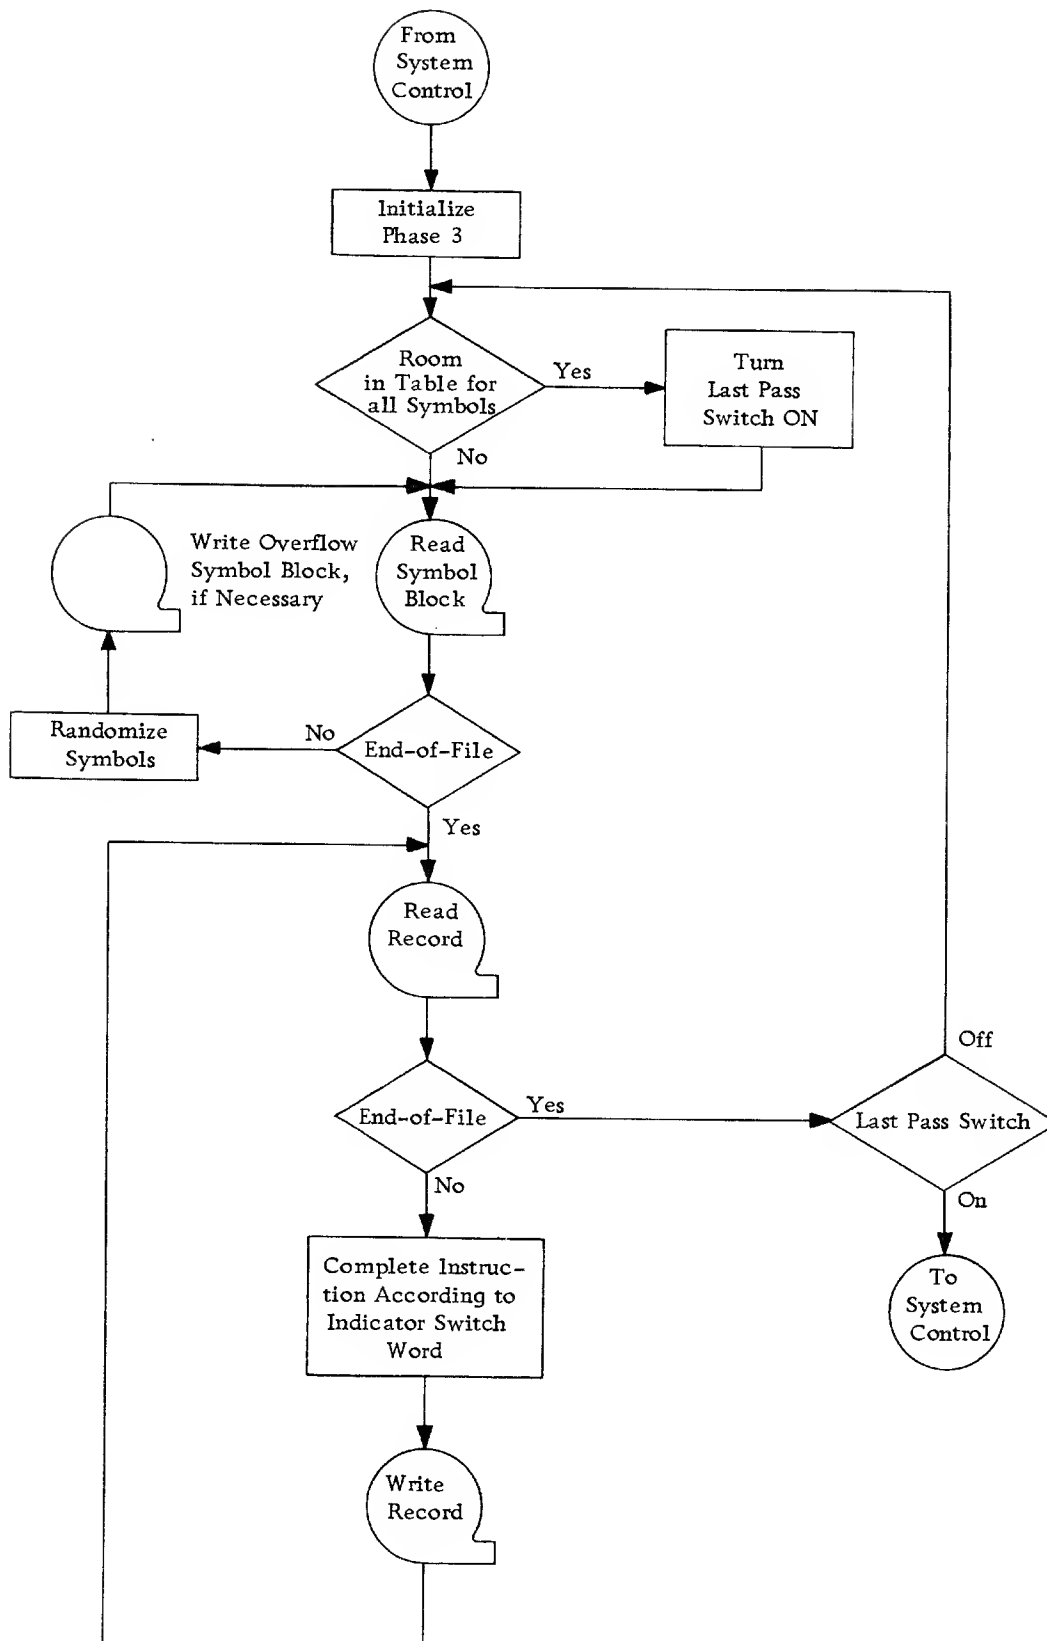 From
System
Control
Initialize
Phase 3
Room
in Table for
all Symbols
Yes
Turn
Last Pass
Switch ON
No
Write Overflow
Symbol Block,
if Necessary
Read
Symbol
Block
Randomize
Symbols
No
End-of-File
Yes
Read
Record
Off
End-of-File
Yes
Last Pass Switch
No
On
Complete Instruc-
tion According to
Indicator Switch
Word
To
System
Control
Write
Record